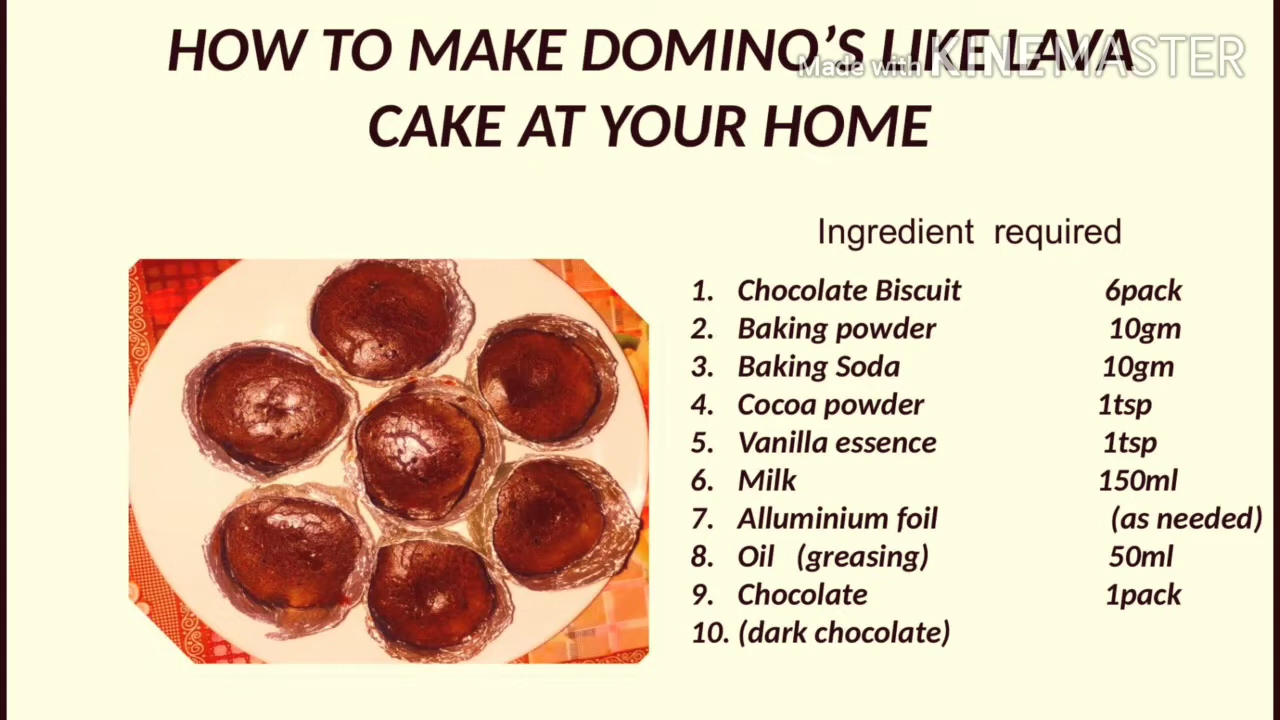 HOW TO MAKE DOMINO'S LIKE LAVA
Made with KINEMASTER
CAKE AT YOUR HOME
Ingredient required
1. Chocolate Biscuit 6pack
2. Baking powder 10gm
3. Baking Soda 10gm
4. Cocoa powder 1tsp
5. Vanilla essence 1tsp
6. Milk 150ml
7. Alluminium foil (as needed)
8. Oil (greasing) 50ml
9. Chocolate 1pack
10. (dark chocolate)